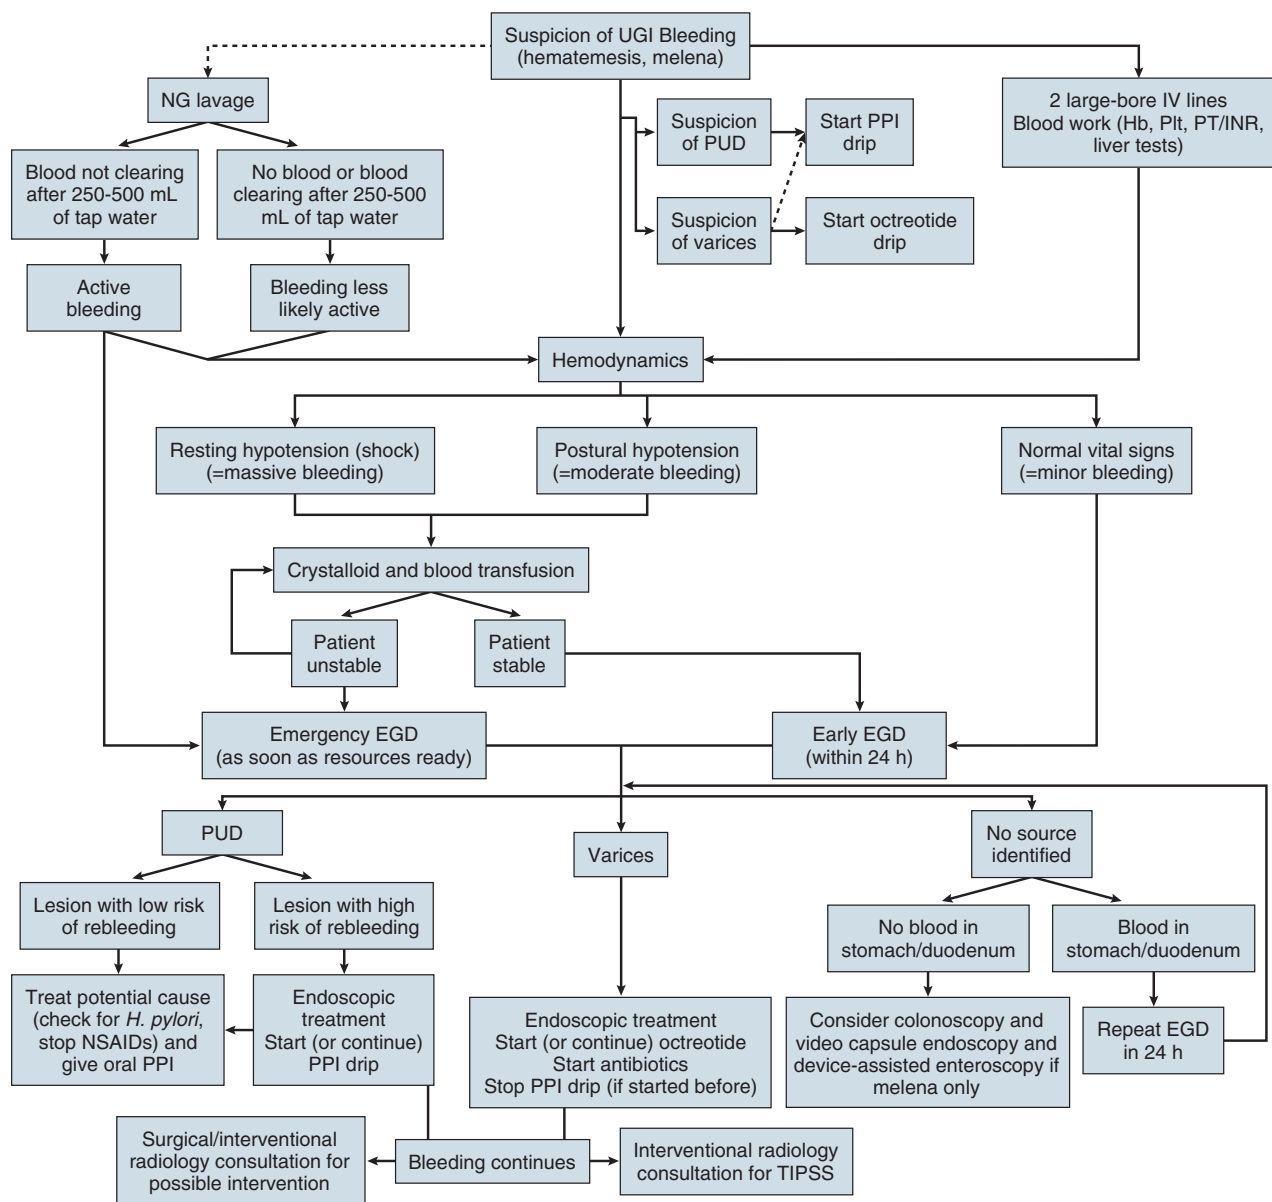 Suspicion of UGI Bleeding
(hematemesis, melena)
NG lavage
2 large-bore IV lines
Blood work (Hb, Plt, PT/INR,
liver tests)
Suspicion
of PUD
Start PPI
drip
Blood not clearing
after 250-500 mL
of tap water
No blood or blood
clearing after 250-500
mL of tap water
Suspicion
of varices
Start octreotide
drip
Active
bleeding
Bleeding less
likely active
Hemodynamics
Resting hypotension (shock)
(=massive bleeding)
Postural hypotension
(=moderate bleeding)
Normal vital signs
(=minor bleeding)
Crystalloid and blood transfusion
Patient
unstable
Patient
stable
Emergency EGD
(as soon as resources ready)
Early EGD
(within 24 h)
PUD
Varices
No source
identified
Lesion with low risk
of rebleeding
Lesion with high
risk of rebleeding
No blood in
stomach/duodenum
Blood in
stomach/duodenum
Treat potential cause
(check for H. pylori,
stop NSAIDs) and
give oral PPI
Endoscopic
treatment
Start (or continue)
PPI drip
Endoscopic treatment
Start (or continue) octreotide
Start antibiotics
Stop PPI drip (if started before)
Consider colonoscopy and
video capsule endoscopy and
device-assisted enteroscopy if
melena only
Repeat EGD
in 24 h
Surgical/interventional
radiology consultation for
possible intervention
Bleeding continues
Interventional radiology
consultation for TIPSS